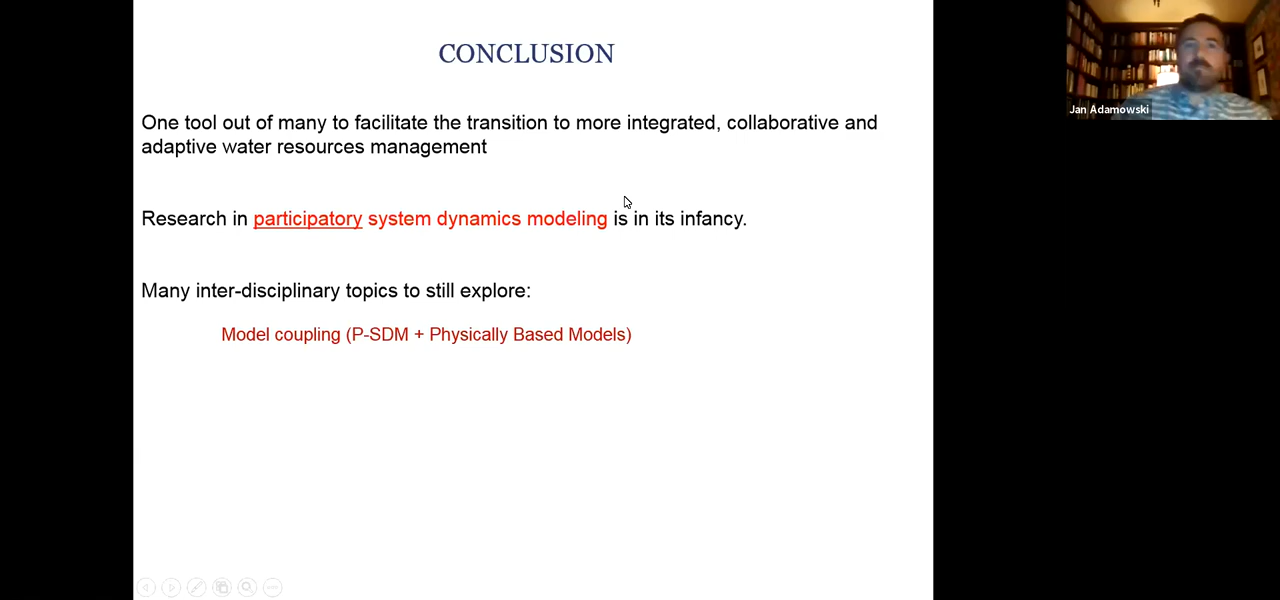 CONCLUSION
One tool out of many to facilitate the transition to more integrated, collaborative and
adaptive water resources management
Research in participatory system dynamics modeling is in its infancy.
Many inter-disciplinary topics to still explore:
Model coupling (P-SDM + Physically Based Models)
Jan Adamowski